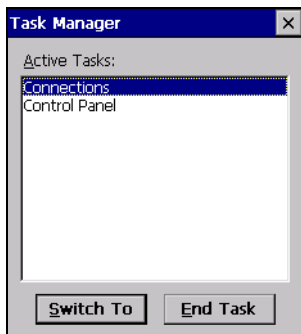 Task Manager
Active Tasks:
Connections
Control Panel
Switch To
End Task